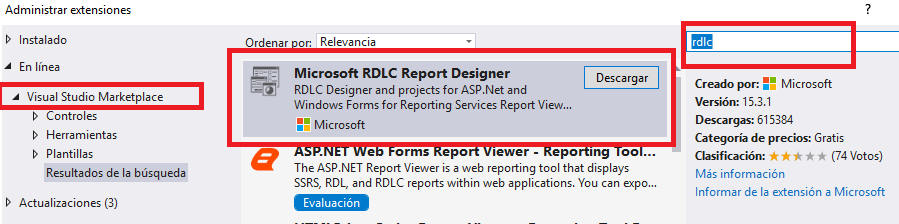 Administrar extensiones
?
Instalado
En línea
Visual Studio Marketplace
Controles
Herramientas
Plantillas
Resultados de la búsqueda
Actualizaciones (3)
Ordenar por: Relevancia
Microsoft RDLC Report Designer
RDLC Designer and projects for ASP.Net and
Windows Forms for Reporting Services Report View...
Microsoft
Descargar
ASP.NET Web Forms Report Viewer - Reporting Tool...
The ASP.NET Report Viewer is a web reporting tool that displays
SSRS, RDL, and RDLC reports within web applications. You can expo...
Evaluación
rdlc
Creado por: Microsoft
Versión: 15.3.1
Descargas: 615384
Categoría de precios: Gratis
Clasificación: (74 Votos)
Más información
Informar de la extensión a Microsoft